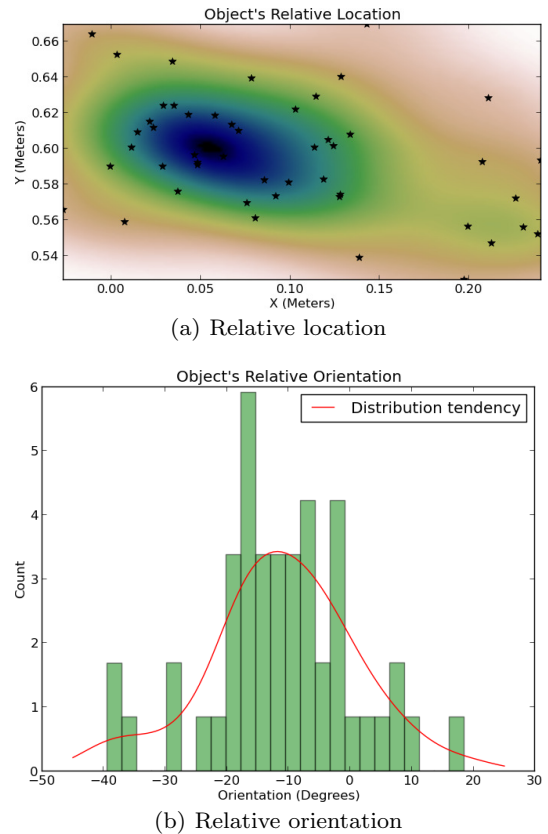 Object's Relative Location
0.66
0.64
0.62
0.60
0.58
0.56
0.54
Y (Meters)
0.00 0.05 0.10 0.15 0.20
X (Meters)
(a) Relative location
Object's Relative Orientation
Distribution tendency
6
5
4
3
2
1
0
Count
−50 −40 −30 −20 −10 0 10 20 30
Orientation (Degrees)
(b) Relative orientation